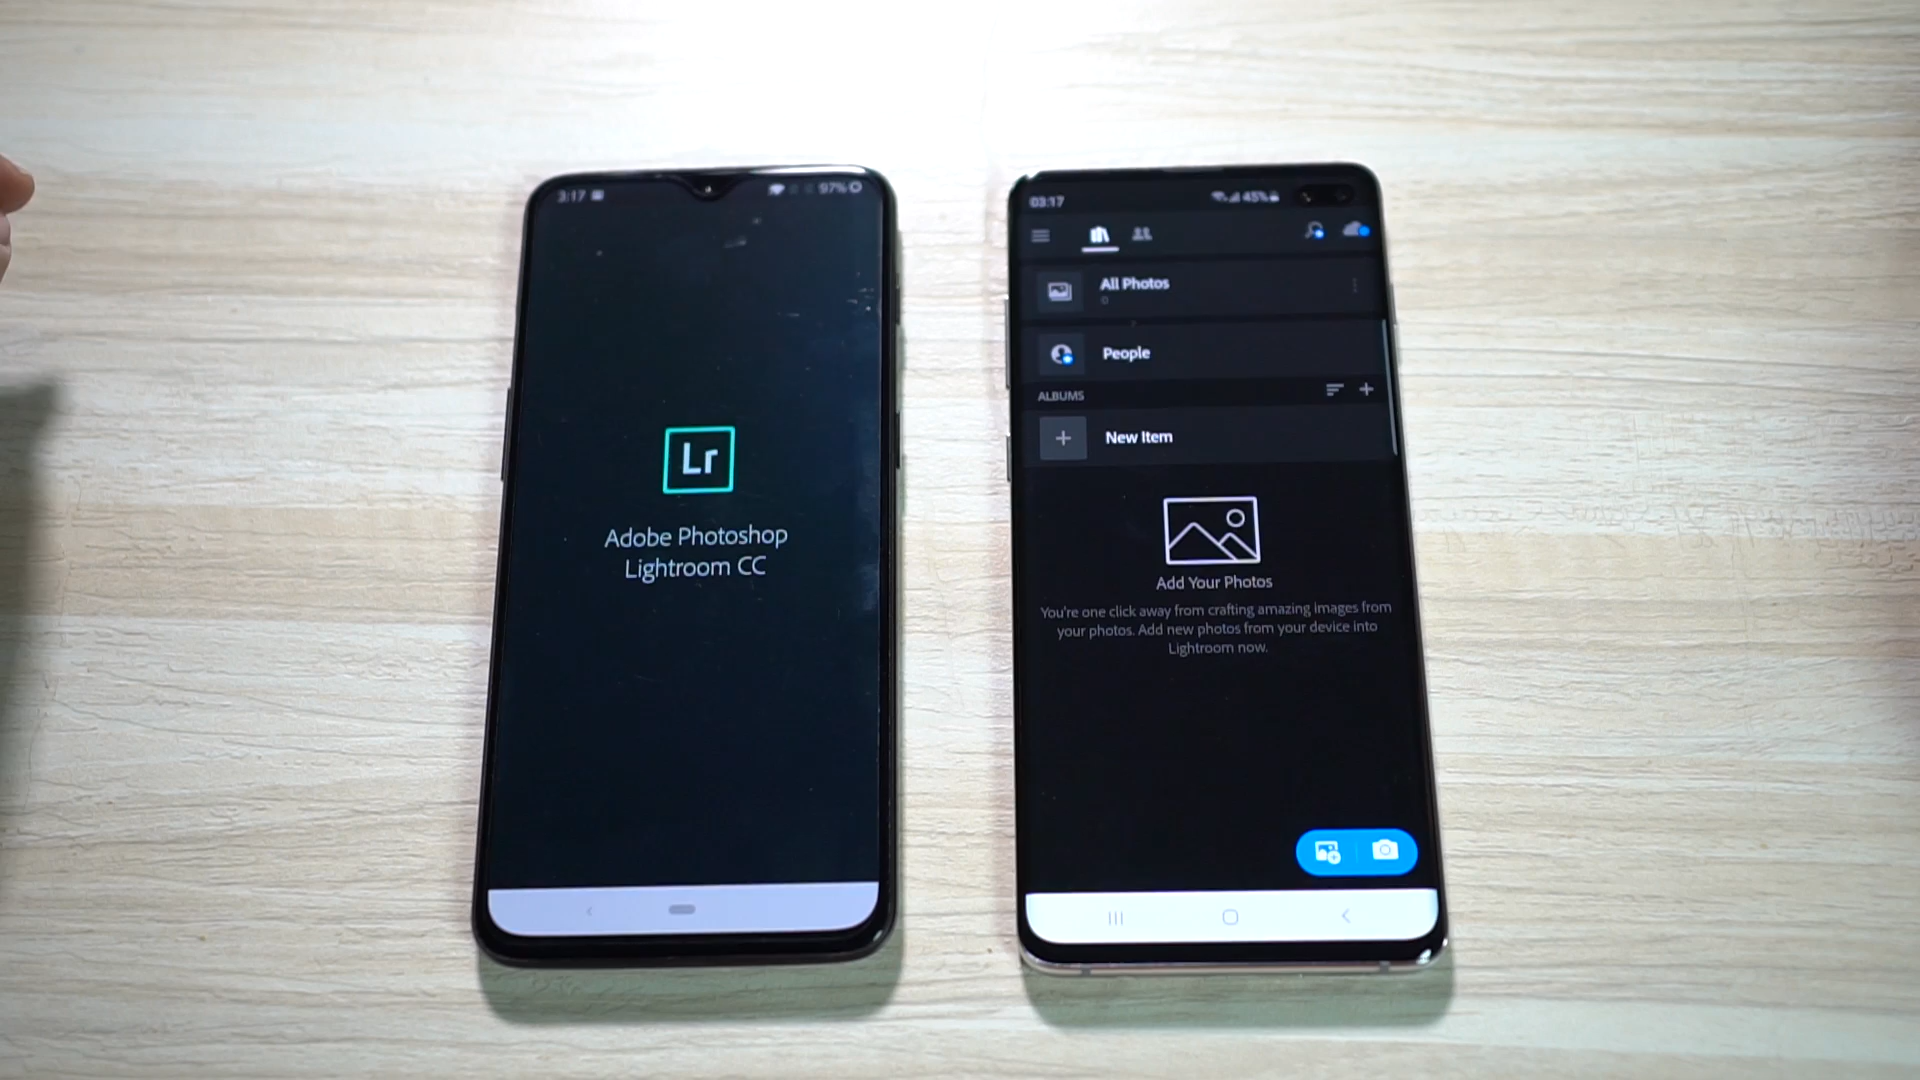 3:17
97%
Lr
Adobe Photoshop
Lightroom CC
03:17
45%
All Photos
0
People
ALBUMS
New Item
Add Your Photos
You're one click away from crafting amazing images from
your photos. Add new photos from your device into
Lightroom now.